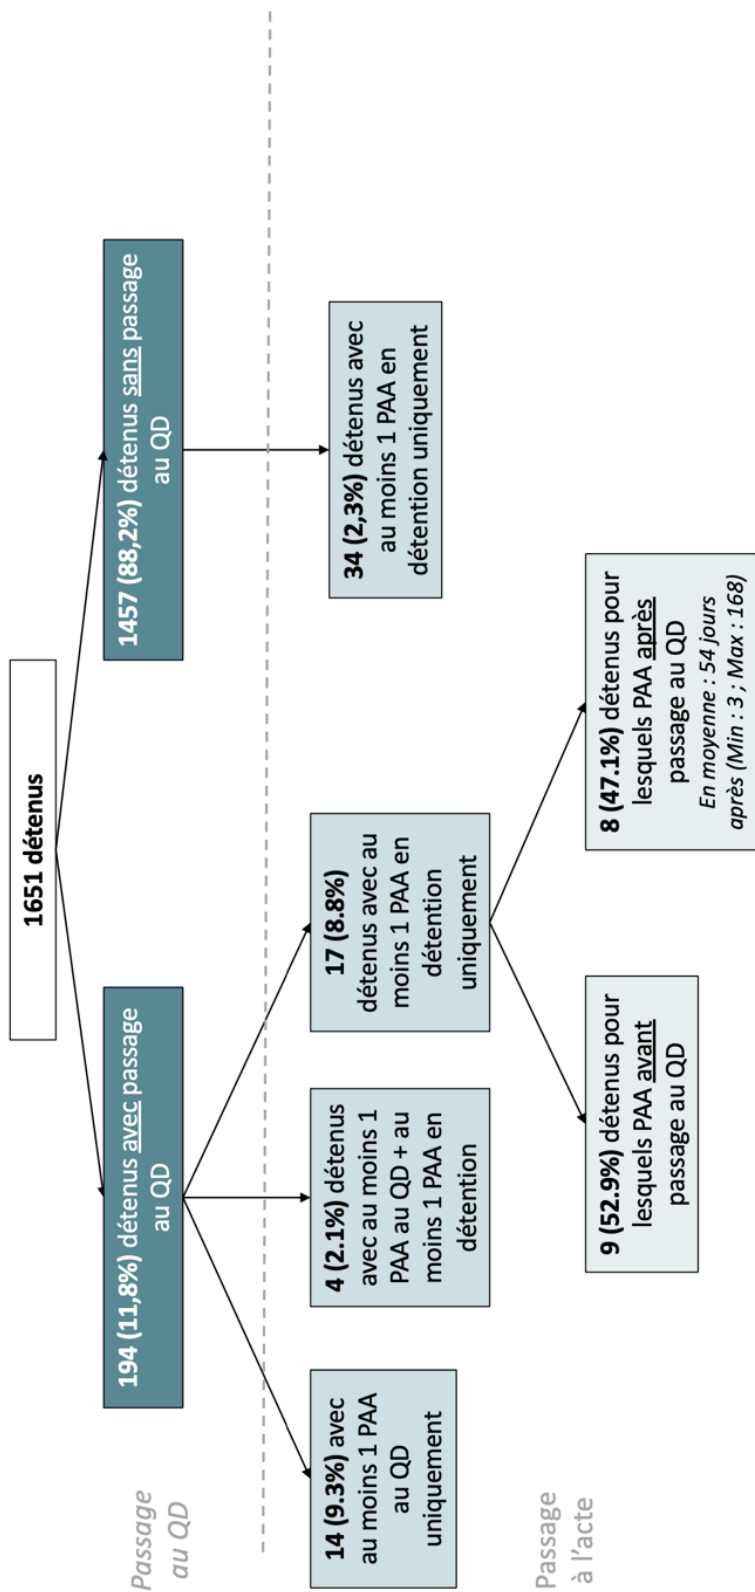 1651 détenus
Passage
au QD
194 (11,8%) détenus avec passage
au QD
1457 (88,2%) détenus sans passage
au QD
14 (9.3%) avec
au moins 1 PAA
au QD
uniquement
4 (2.1%) détenus
avec au moins 1
PAA au QD + au
moins 1 PAA en
détention
17 (8.8%)
détenus avec au
moins 1 PAA en
détention
uniquement
34 (2,3%) détenus avec
au moins 1 PAA en
détention uniquement
Passage
à l'acte
9 (52.9%) détenus pour
lesquels PAA avant
passage au QD
8 (47.1%) détenus pour
lesquels PAA après
passage au QD
En moyenne : 54 jours
après (Min : 3 ; Max : 168)